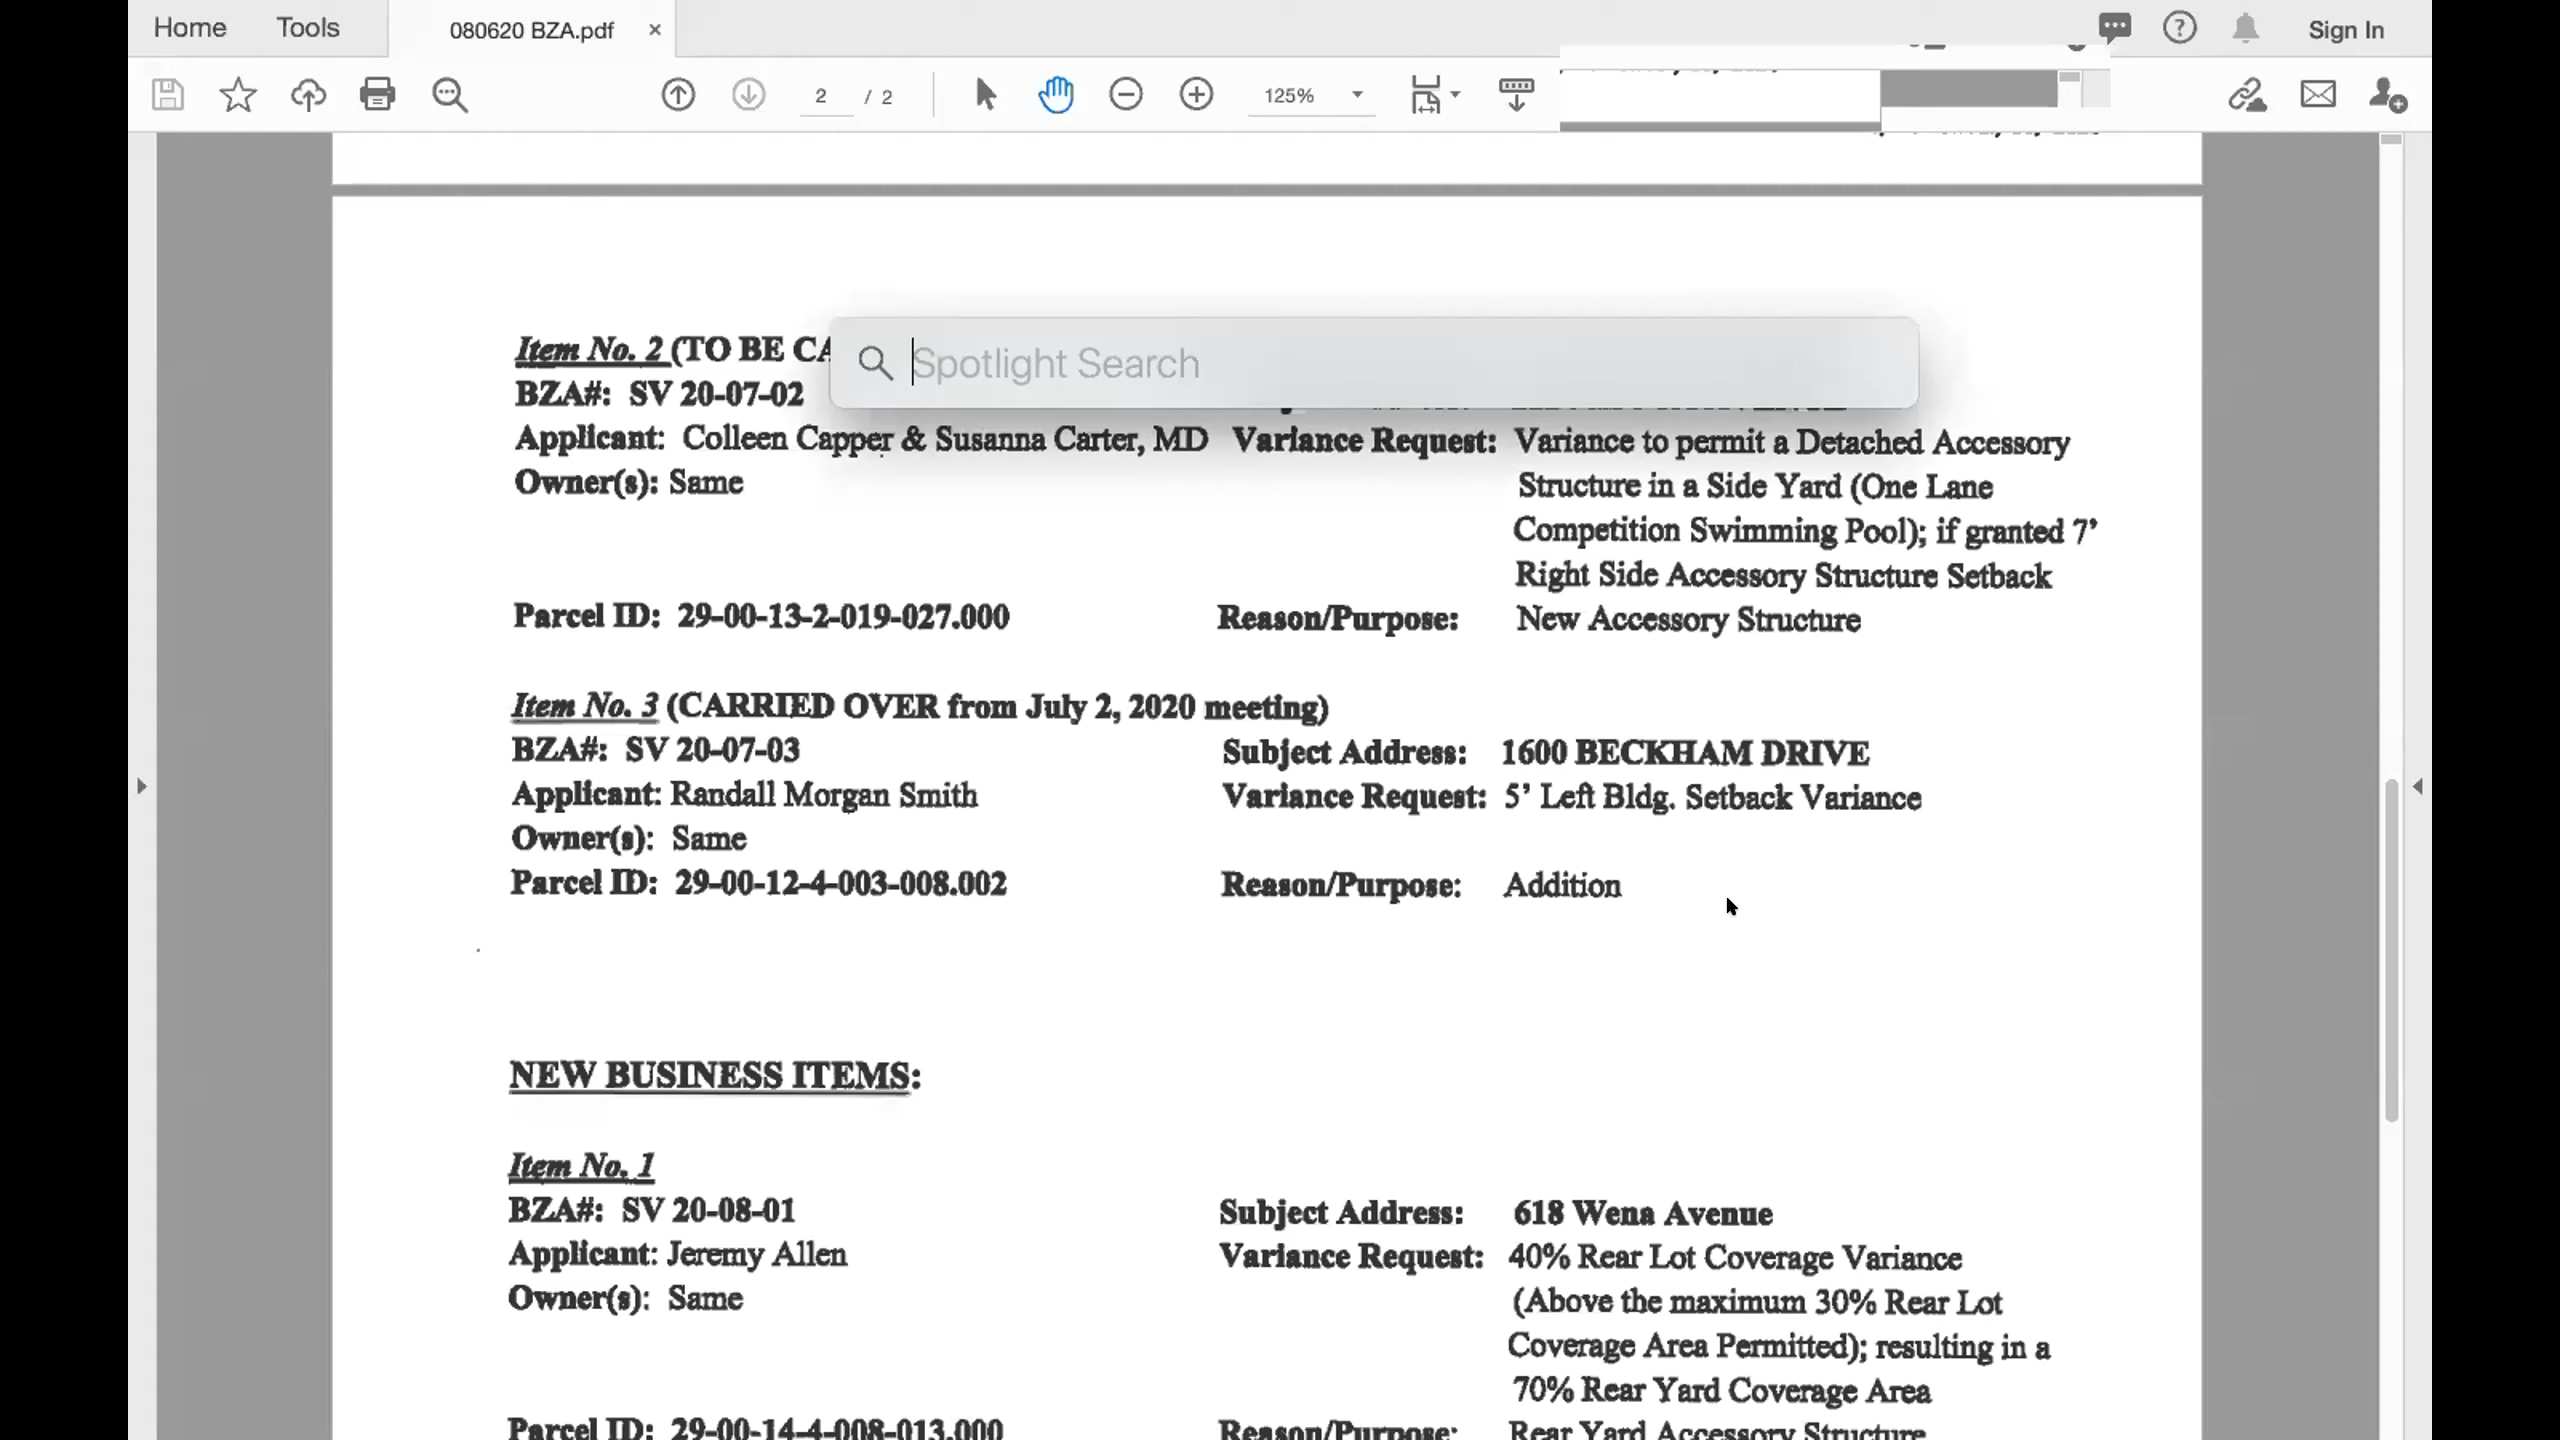 Home Tools 080620 BZA.pdf × Sign In
2 / 2 125%
Item No. 2 (TO BE CA
Spotlight Search
BZA#: SV 20-07-02
Applicant: Colleen Capper & Susanna Carter, MD Variance Request: Variance to permit a Detached Accessory
Owner(s): Same Structure in a Side Yard (One Lane
Competition Swimming Pool); if granted 7’
Right Side Accessory Structure Setback
Parcel ID: 29-00-13-2-019-027.000 Reason/Purpose: New Accessory Structure
Item No. 3 (CARRIED OVER from July 2, 2020 meeting)
BZA#: SV 20-07-03 Subject Address: 1600 BECKHAM DRIVE
Applicant: Randall Morgan Smith Variance Request: 5’ Left Bldg. Setback Variance
Owner(s): Same
Parcel ID: 29-00-12-4-003-008.002 Reason/Purpose: Addition
NEW BUSINESS ITEMS:
Item No. 1
BZA#: SV 20-08-01 Subject Address: 618 Wena Avenue
Applicant: Jeremy Allen Variance Request: 40% Rear Lot Coverage Variance
Owner(s): Same (Above the maximum 30% Rear Lot
Coverage Area Permitted); resulting in a
70% Rear Yard Coverage Area
Parcel ID: 29-00-14-4-008-013.000 Reason/Purpose: Rear Yard Accessory Structure